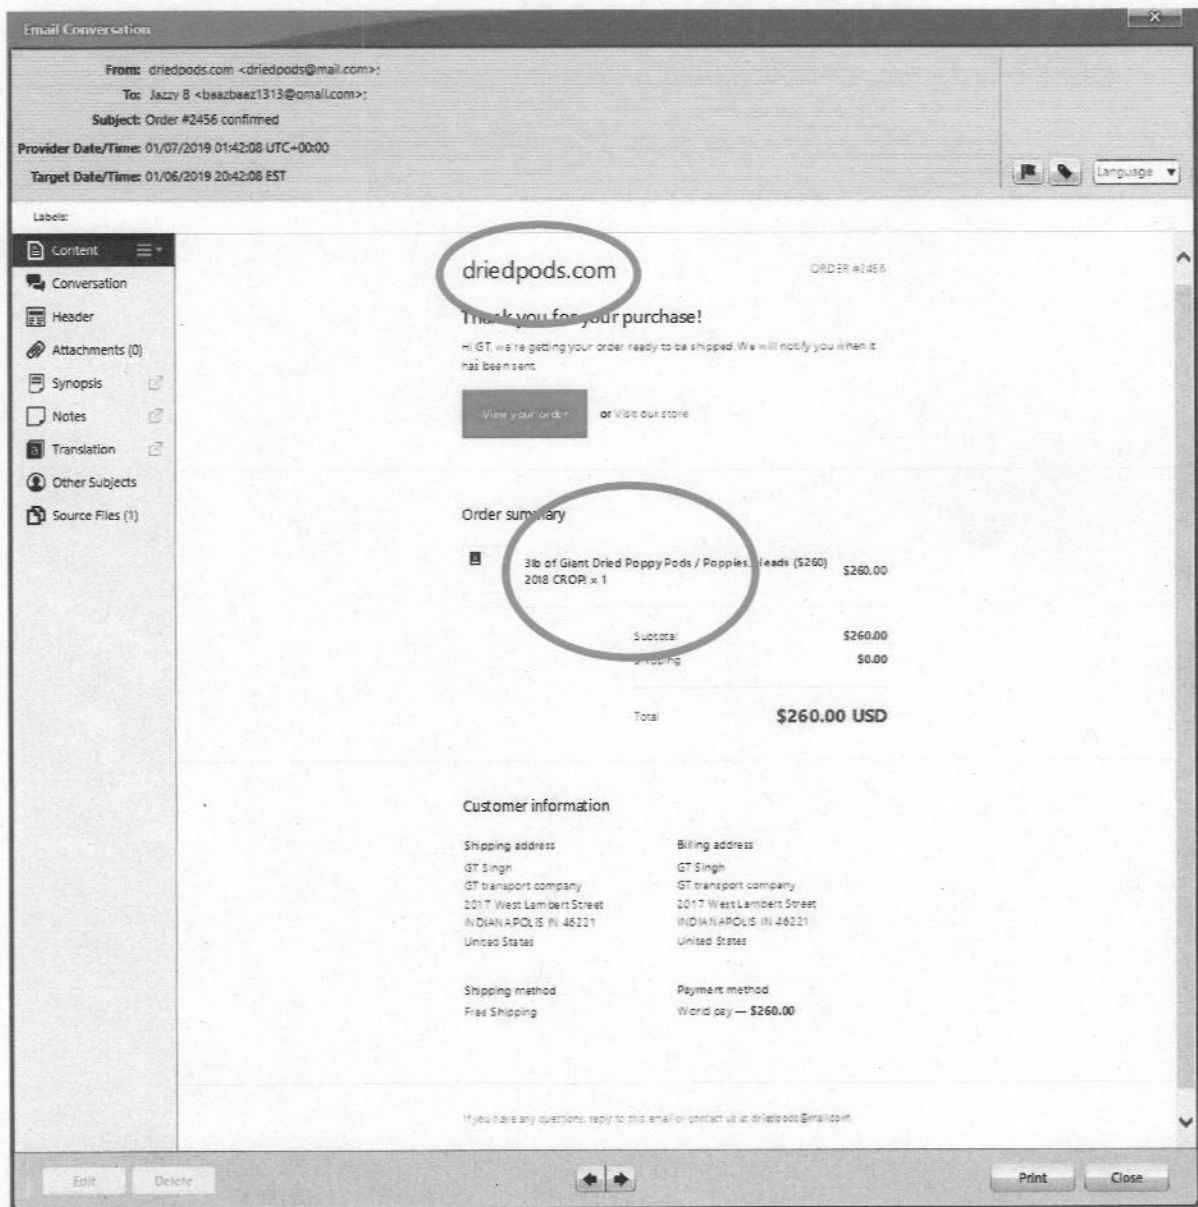 Email Conversation
From: driedpods.com <driedpods@mail.com>;
To: Jazzy B <baazbaaz1313@gmail.com>;
Subject: Order #2456 confirmed
Provider Date/Time: 01/07/2019 01:42:08 UTC+00:00
Target Date/Time: 01/06/2019 20:42:08 EST
Language
Labels:
Content
Conversation
Header
Attachments (0)
Synopsis
Notes
Translation
Other Subjects
Source Files (1)
driedpods.com
ORDER #2456
Thank you for your purchase!
Hi GT, we're getting your order ready to be shipped. We will notify you when it
has been sent.
View your order
or Visit our store
Order summary
3lb of Giant Dried Poppy Pods / Poppies, Heads ($260)
2018 CROP! × 1
$260.00
Subtotal
$260.00
Shipping
$0.00
Total
$260.00 USD
Customer information
Shipping address
GT Singh
GT transport company
2017 West Lambert Street
INDIANAPOLIS IN 46221
United States
Billing address
GT Singh
GT transport company
2017 West Lambert Street
INDIANAPOLIS IN 46221
United States
Shipping method
Free Shipping
Payment method
World pay — $260.00
If you have any questions, reply to this email or contact us at driedpods@mail.com
Edit
Delete
Print
Close